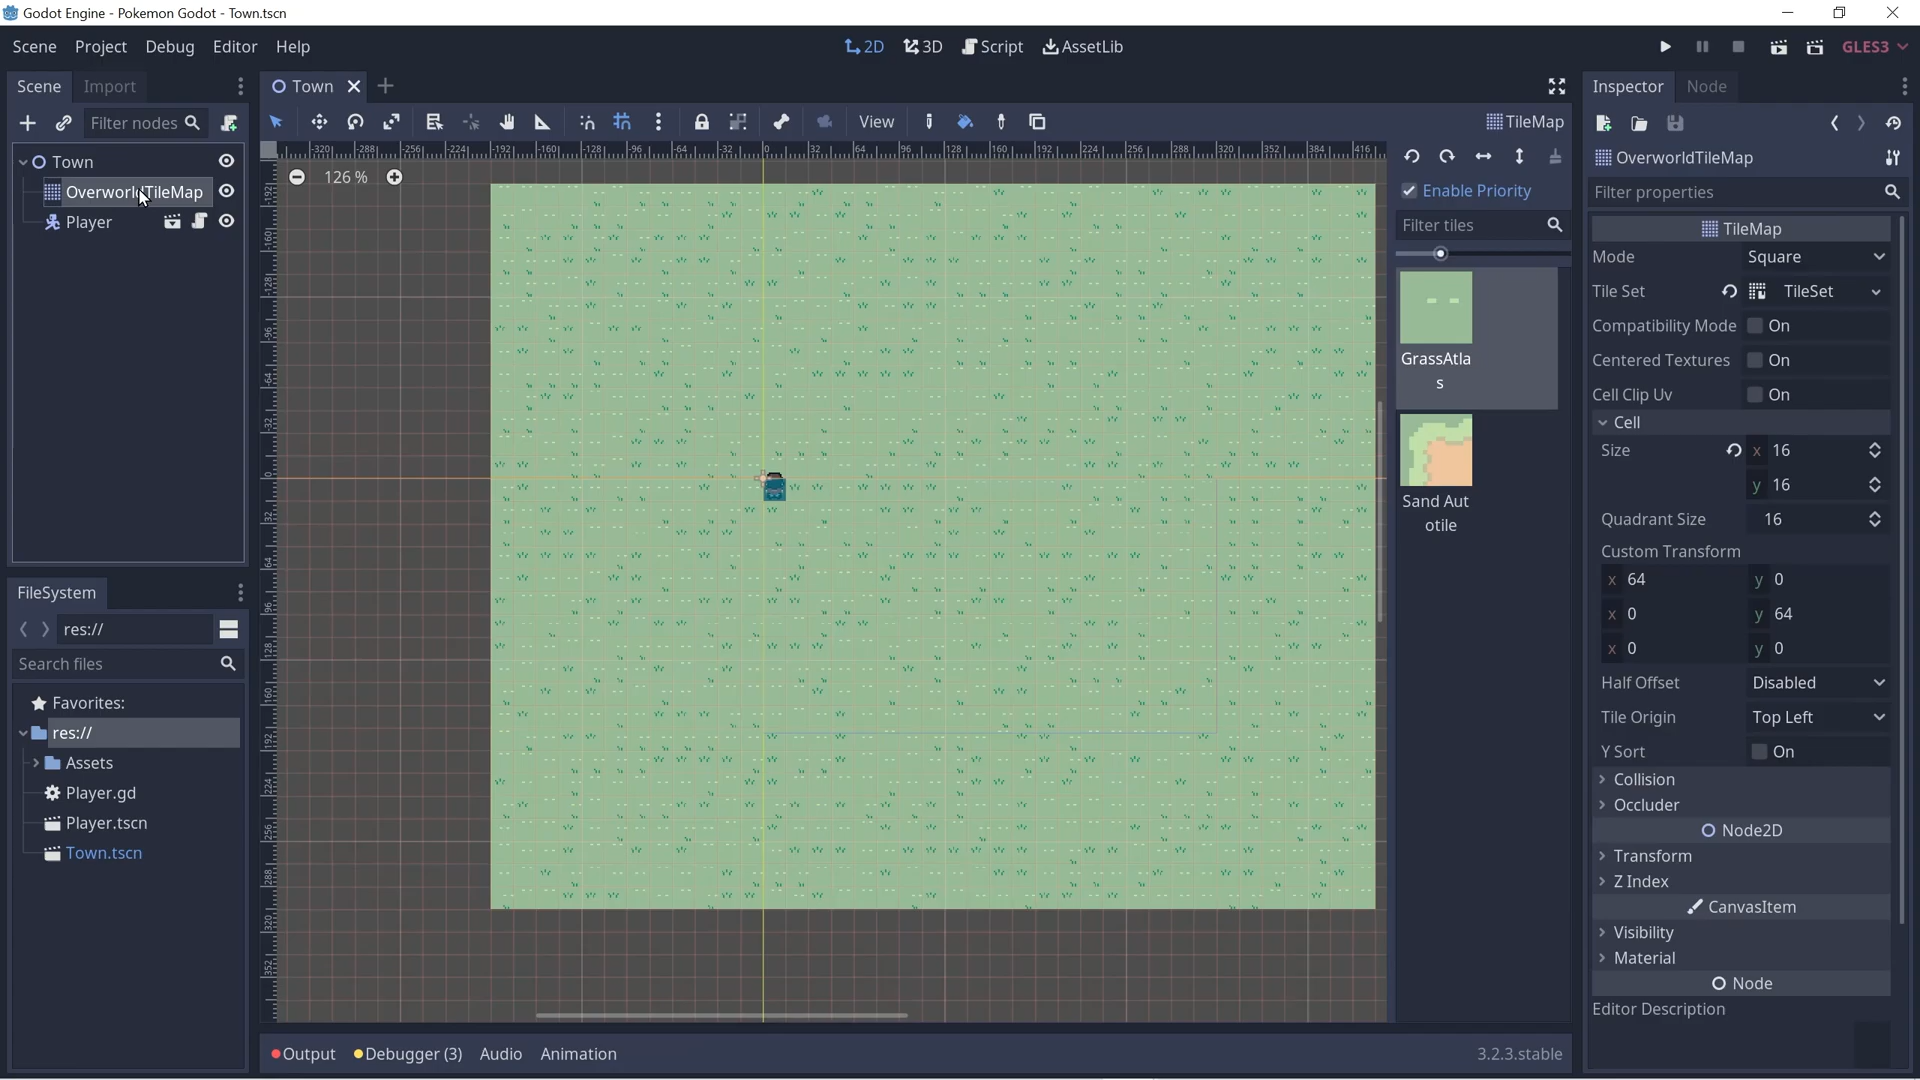 Godot Engine - Pokemon Godot - Town.tscn
Scene Project Debug Editor Help
2D 3D Script AssetLib
GLES3
Scene Import
Filter nodes
Town
OverworldTileMap
Player
FileSystem
res://
Search files
Favorites:
res://
Assets
Player.gd
Player.tscn
Town.tscn
Town
View
TileMap
126 %
Enable Priority
Filter tiles
GrassAtla
s
Sand Aut
otile
Output Debugger (3) Audio Animation
3.2.3.stable
Inspector Node
OverworldTileMap
Filter properties
TileMap
Mode Square
Tile Set TileSet
Compatibility Mode On
Centered Textures On
Cell Clip Uv On
Cell
Size x 16
y 16
Quadrant Size 16
Custom Transform
x 64 y 0
x 0 y 64
x 0 y 0
Half Offset Disabled
Tile Origin Top Left
Y Sort On
Collision
Occluder
Node2D
Transform
Z Index
CanvasItem
Visibility
Material
Node
Editor Description